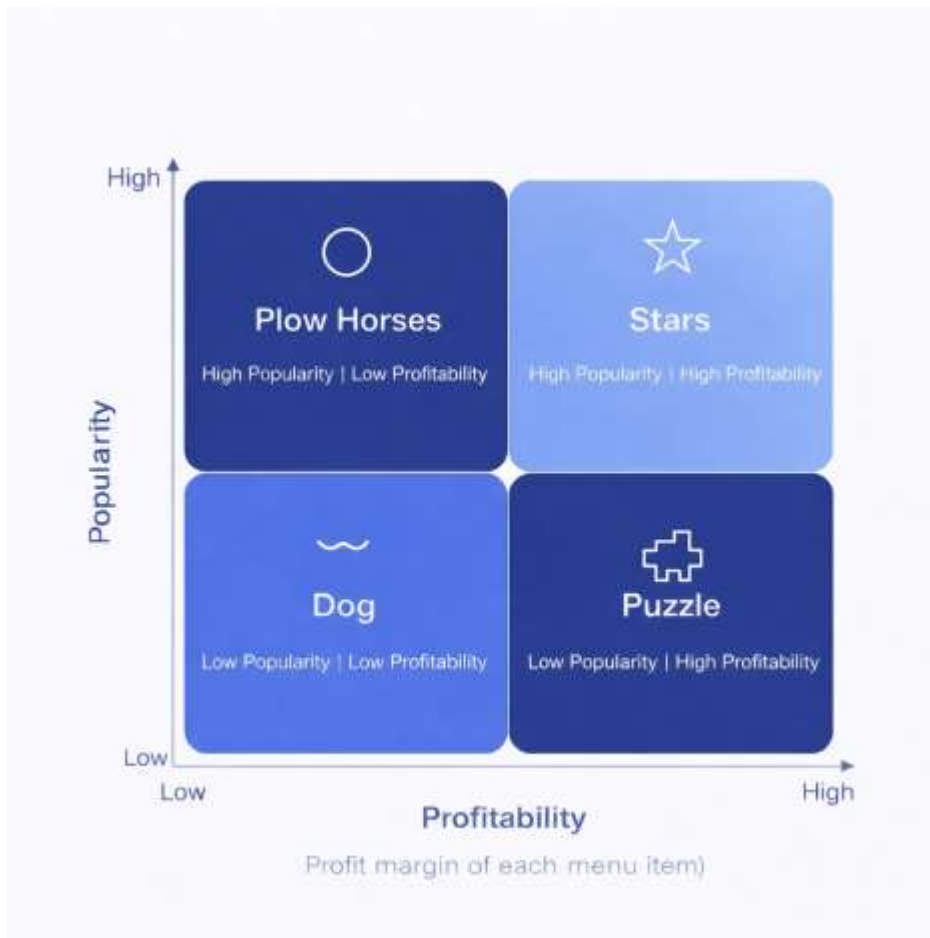 High
Plow Horses
High Popularity | Low Profitability
Stars
High Popularity | High Profitability
Popularity
Dog
Low Popularity | Low Profitability
Puzzle
Low Popularity | High Profitability
Low
Low
High
Profitability
Profit margin of each menu item)